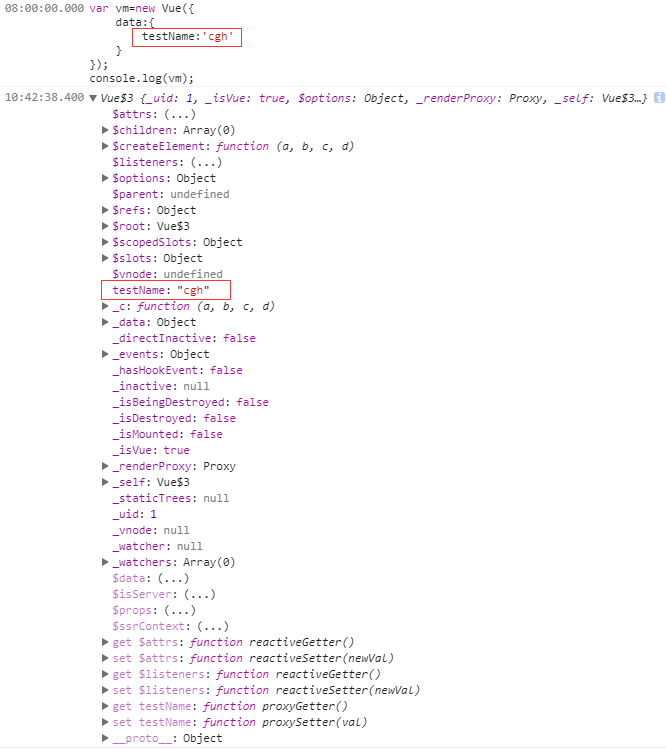 08:00:00.000 var vm=new Vue({
data:{
testName:'cgh'
}
});
console.log(vm);
10:42:38.400 ▼Vue$3 {_uid: 1, _isVue: true, $options: Object, _renderProxy: Proxy, _self: Vue$3…} i
$attrs: (...)
▶$children: Array(0)
▶$createElement: function (a, b, c, d)
$listeners: (...)
▶$options: Object
$parent: undefined
▶$refs: Object
▶$root: Vue$3
▶$scopedSlots: Object
▶$slots: Object
$vnode: undefined
testName: "cgh"
▶_c: function (a, b, c, d)
▶_data: Object
_directInactive: false
▶_events: Object
_hasHookEvent: false
_inactive: null
_isBeingDestroyed: false
_isDestroyed: false
_isMounted: false
_isVue: true
▶_renderProxy: Proxy
▶_self: Vue$3
_staticTrees: null
_uid: 1
_vnode: null
_watcher: null
▶_watchers: Array(0)
$data: (...)
$isServer: (...)
$props: (...)
$ssrContext: (...)
▶get $attrs: function reactiveGetter()
▶set $attrs: function reactiveSetter(newVal)
▶get $listeners: function reactiveGetter()
▶set $listeners: function reactiveSetter(newVal)
▶get testName: function proxyGetter()
▶set testName: function proxySetter(val)
▶__proto__: Object